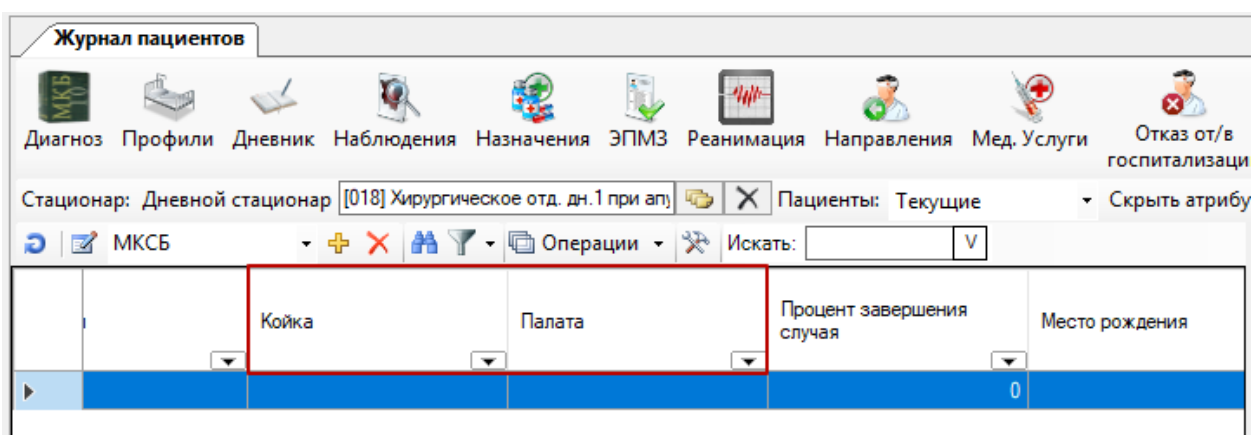 Журнал пациентов
МКБ 10
Диагноз Профили Дневник Наблюдения Назначения ЭПМЗ Реанимация Направления Мед. Услуги Отказ от/в
госпитализаци
Стационар: Дневной стационар [018] Хирургическое отд. дн.1 при апу Пациенты: Текущие Скрыть атрибу
МКСБ Операции Искать: V
Койка Палата Процент завершения
случая Место рождения
0